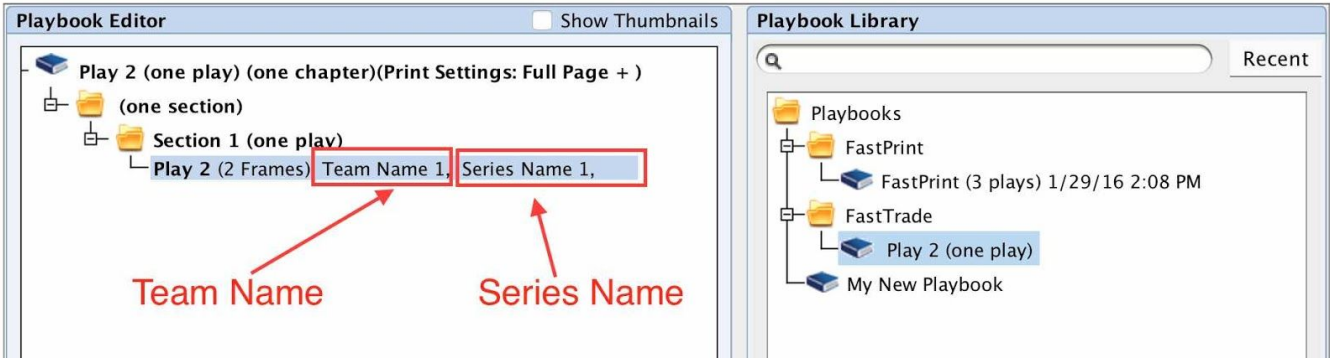 Playbook Editor
Show Thumbnails
Play 2 (one play) (one chapter)(Print Settings: Full Page + )
(one section)
Section 1 (one play)
Play 2 (2 Frames) Team Name 1, Series Name 1,
Team Name
Series Name
Playbook Library
Recent
Playbooks
FastPrint
FastPrint (3 plays) 1/29/16 2:08 PM
FastTrade
Play 2 (one play)
My New Playbook